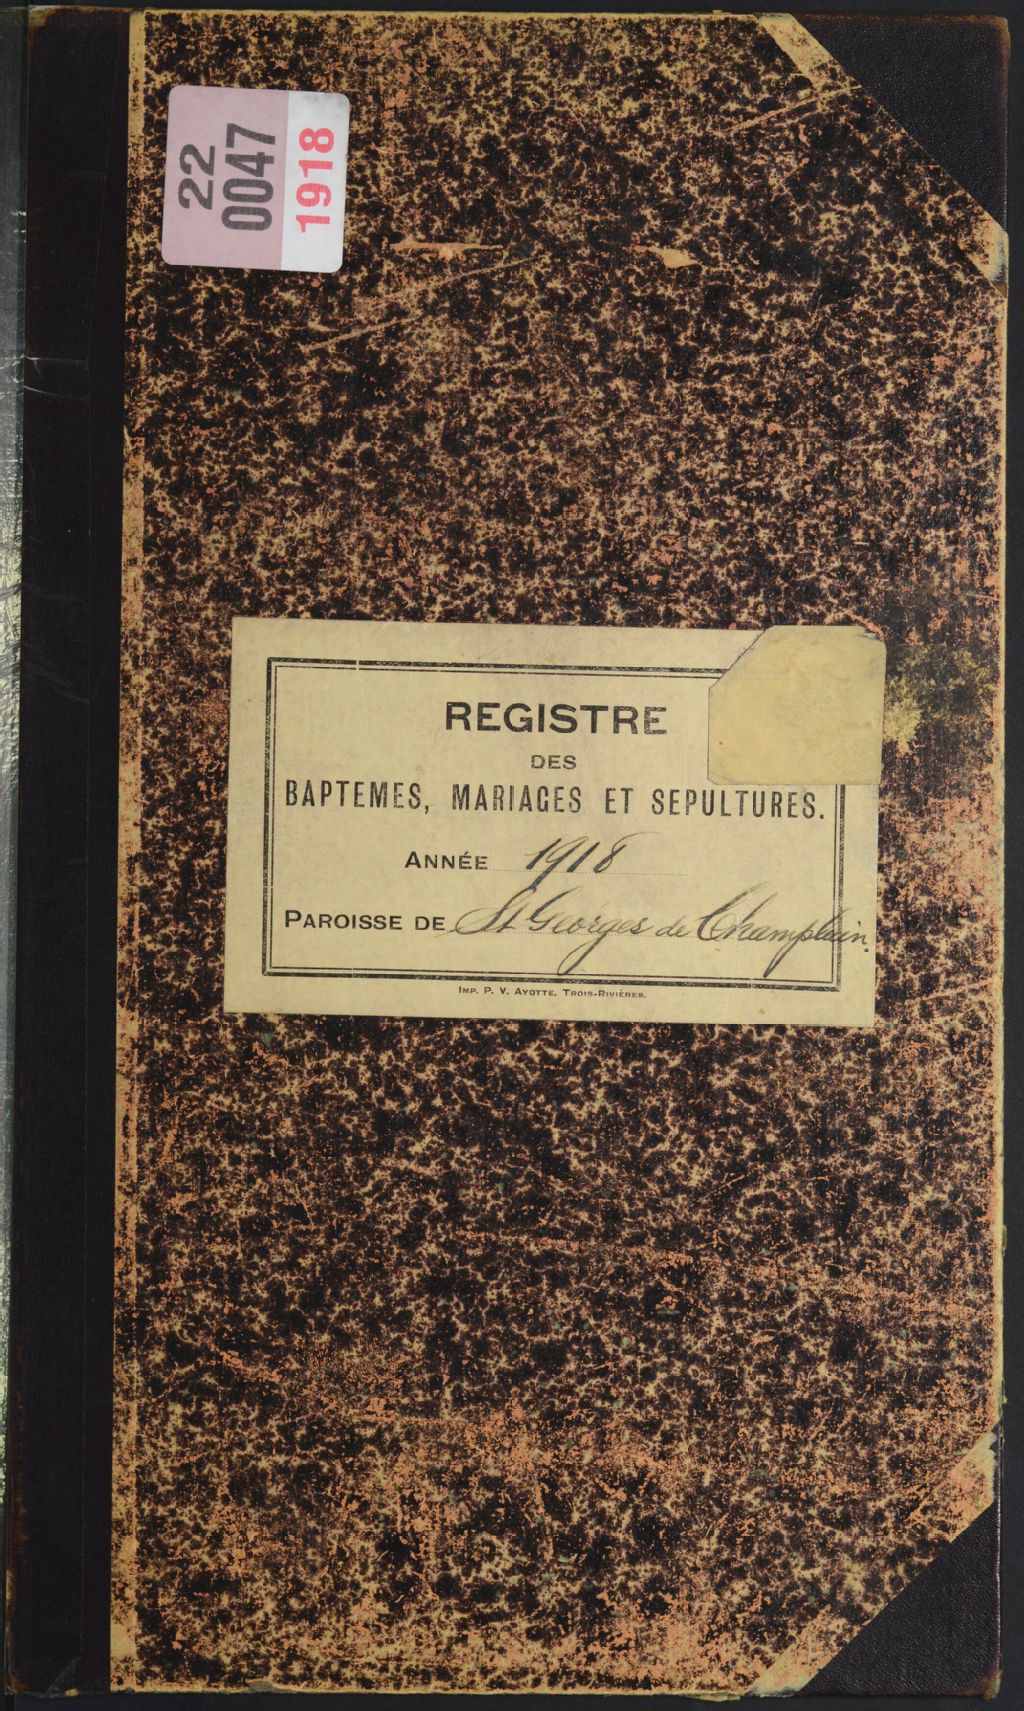 22
0047
1918
REGISTRE
DES
BAPTEMES, MARIAGES ET SEPULTURES.
ANNÉE 1918
PAROISSE DE St Georges de Champlain.
IMP. P. V. AYOTTE. TROIS-RIVIÈRES.